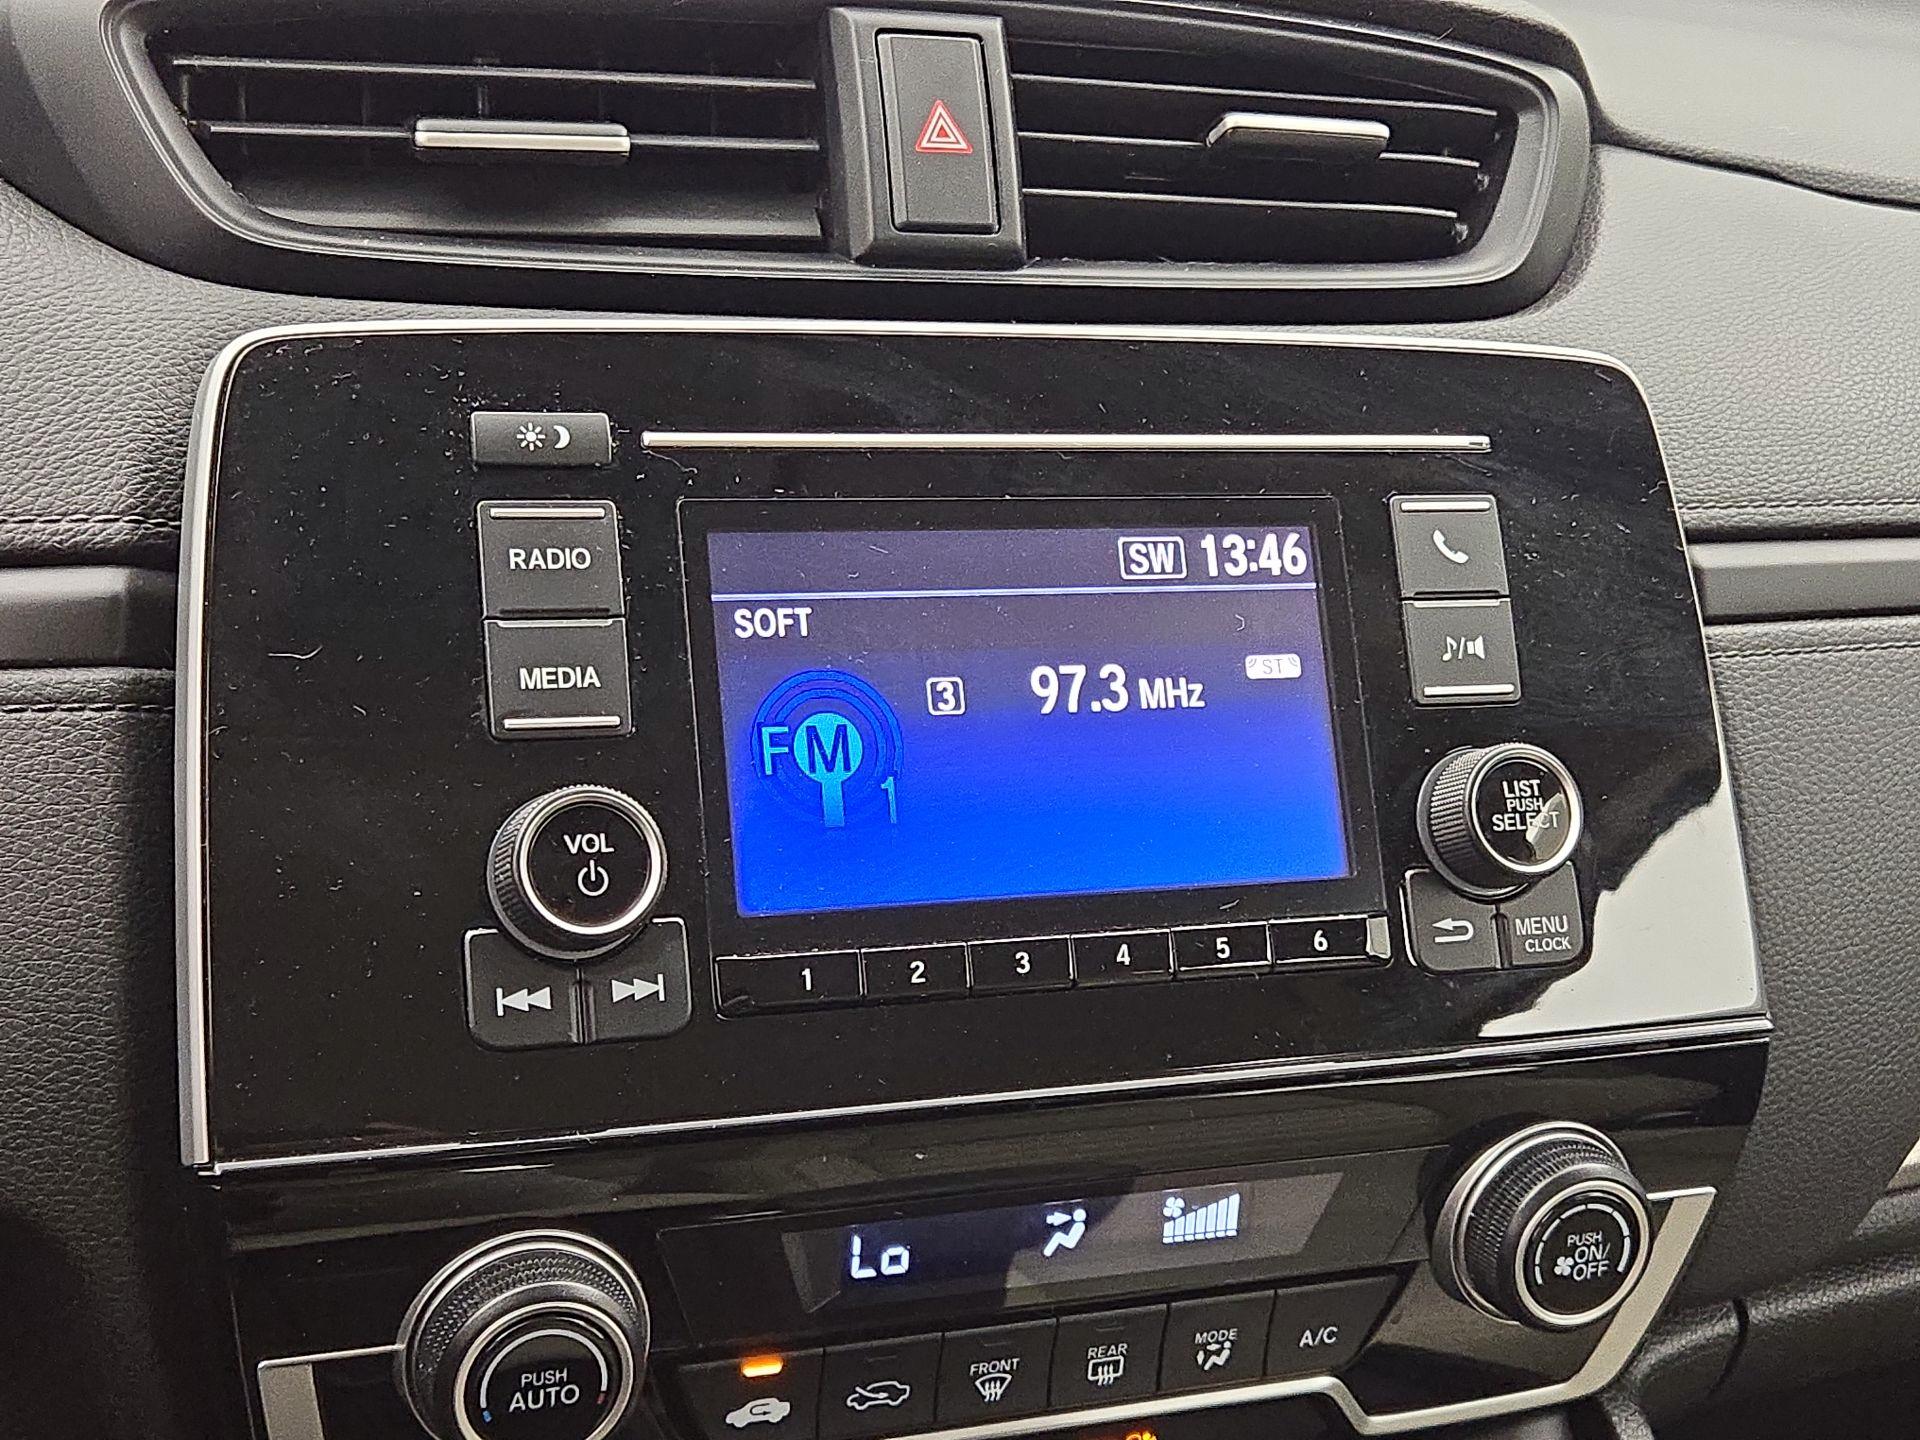 SW 13:46
RADIO
SOFT
ST
MEDIA
3 97.3 MHz
FM
1
LIST
PUSH
SELECT
VOL
MENU
CLOCK
1 2 3 4 5 6
PUSH
ON/
OFF
Lo
PUSH
AUTO
FRONT
REAR
MODE
A/C